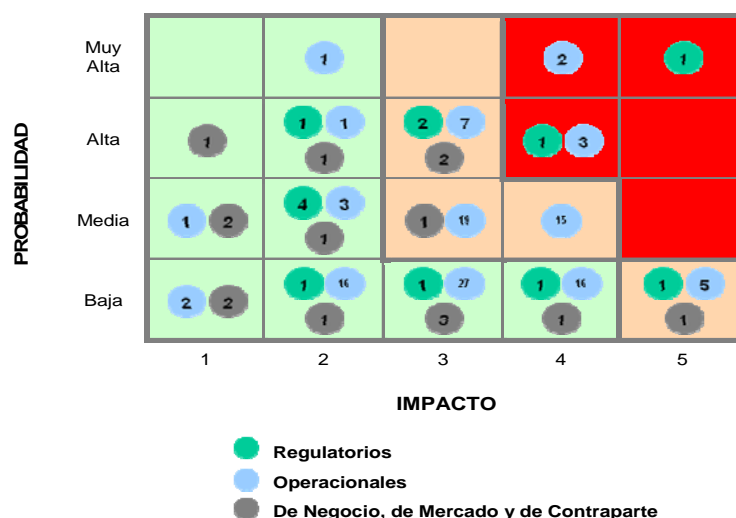 PROBABILIDAD
Muy
Alta
1
2
1
Alta
1
1 1
1
2 7
2
1 3
Media
1 2
4 3
1
1 19
15
Baja
2 2
1 16
1
1 27
3
1 16
1
1 5
1
1 2 3 4 5
IMPACTO
Regulatorios
Operacionales
De Negocio, de Mercado y de Contraparte